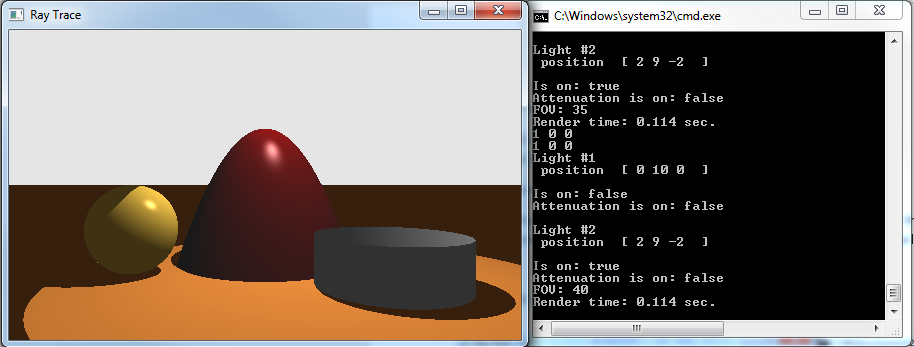 Ray Trace
C:\Windows\system32\cmd.exe
Light #2
position [ 2 9 -2 ]
Is on: true
Attenuation is on: false
FOV: 35
Render time: 0.114 sec.
1 0 0
1 0 0
Light #1
position [ 0 10 0 ]
Is on: false
Attenuation is on: false
Light #2
position [ 2 9 -2 ]
Is on: true
Attenuation is on: false
FOV: 40
Render time: 0.114 sec.